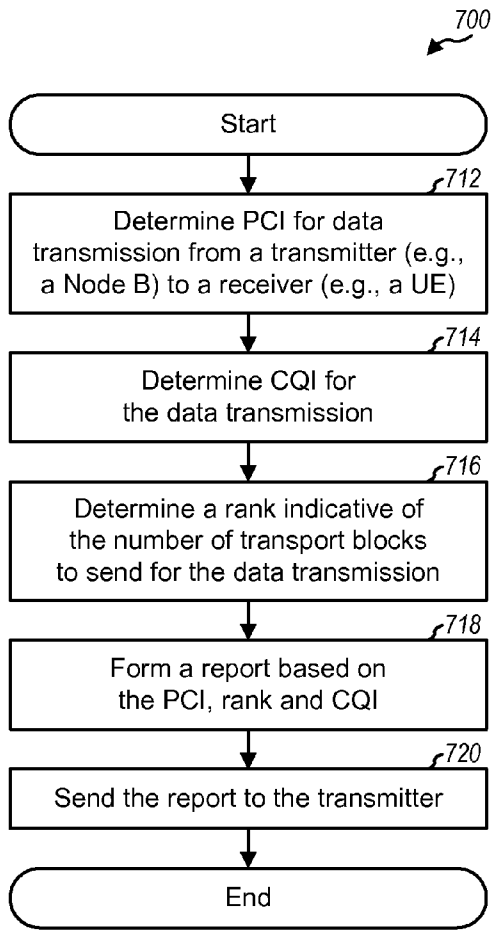 700
Start
712
Determine PCI for data
transmission from a transmitter (e.g.,
a Node B) to a receiver (e.g., a UE)
714
Determine CQI for
the data transmission
716
Determine a rank indicative of
the number of transport blocks
to send for the data transmission
718
Form a report based on
the PCI, rank and CQI
720
Send the report to the transmitter
End